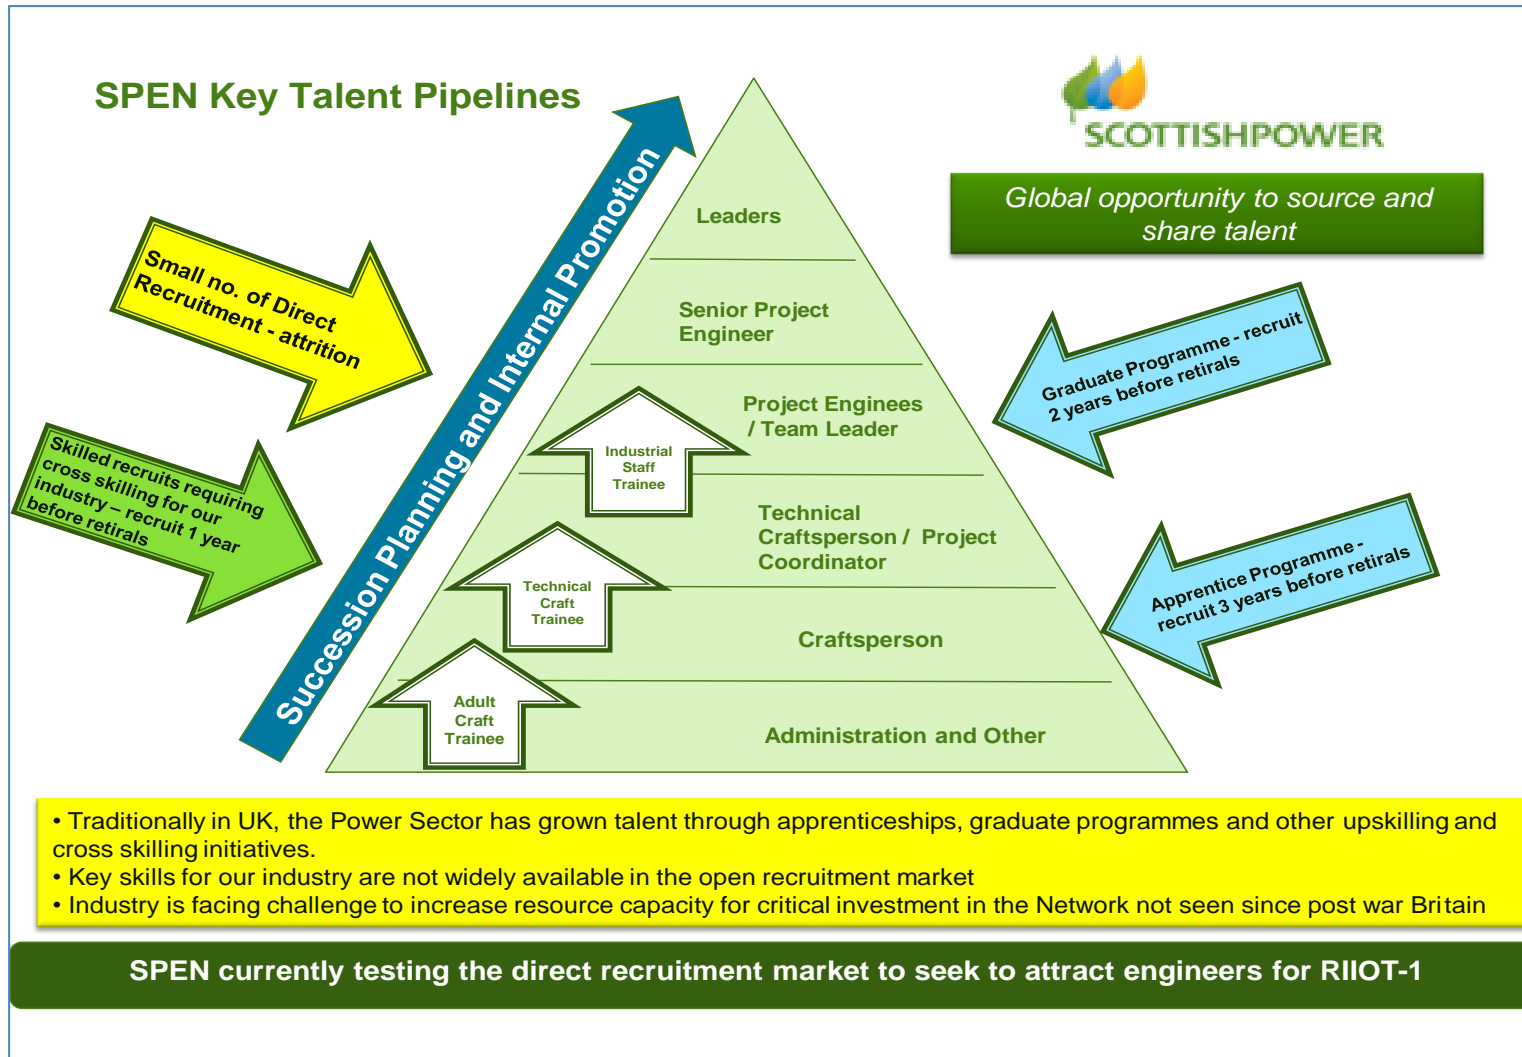 SPEN Key Talent Pipelines
SCOTTISHPOWER
Global opportunity to source and
share talent
Succession Planning and Internal Promotion
Small no. of Direct
Recruitment - attrition
Skilled recruits requiring
cross skilling for our
industry – recruit 1 year
before retirals
Leaders
Senior Project
Engineer
Project Enginees
/ Team Leader
Technical
Craftsperson / Project
Coordinator
Craftsperson
Administration and Other
Industrial
Staff
Trainee
Technical
Craft
Trainee
Adult
Craft
Trainee
Graduate Programme - recruit
2 years before retirals
Apprentice Programme -
recruit 3 years before retirals
• Traditionally in UK, the Power Sector has grown talent through apprenticeships, graduate programmes and other upskilling and
cross skilling initiatives.
• Key skills for our industry are not widely available in the open recruitment market
• Industry is facing challenge to increase resource capacity for critical investment in the Network not seen since post war Britain
SPEN currently testing the direct recruitment market to seek to attract engineers for RIIOT-1